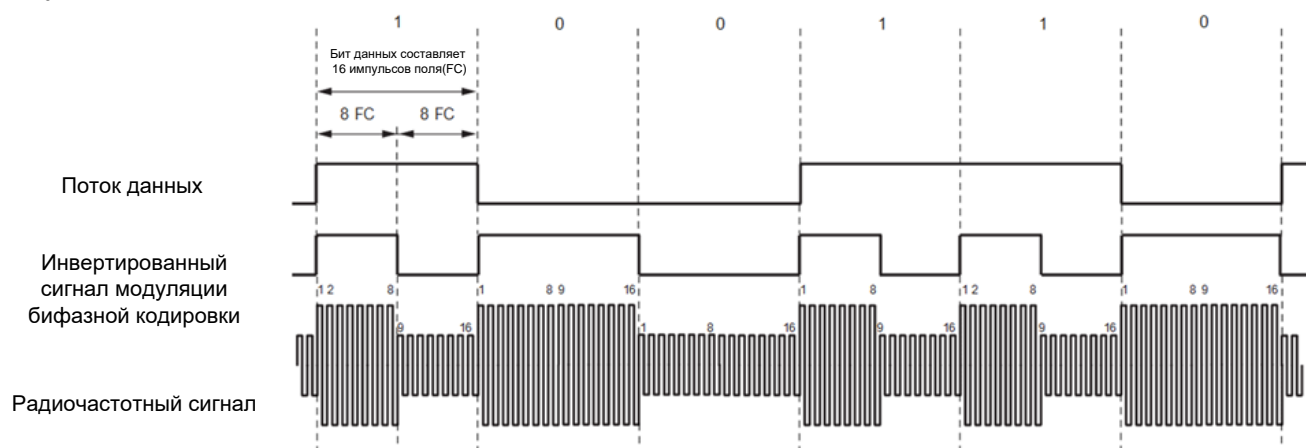 1 0 0 1 1 0
Бит данных составляет
16 импульсов поля(FC)
8 FC 8 FC
Поток данных
Инвертированный
сигнал модуляции
бифазной кодировки
1 2 8 1 8 9 16 1 8 1 2 8 1 8 9 16
9 16 1 8 16 9 16 9 16
Радиочастотный сигнал